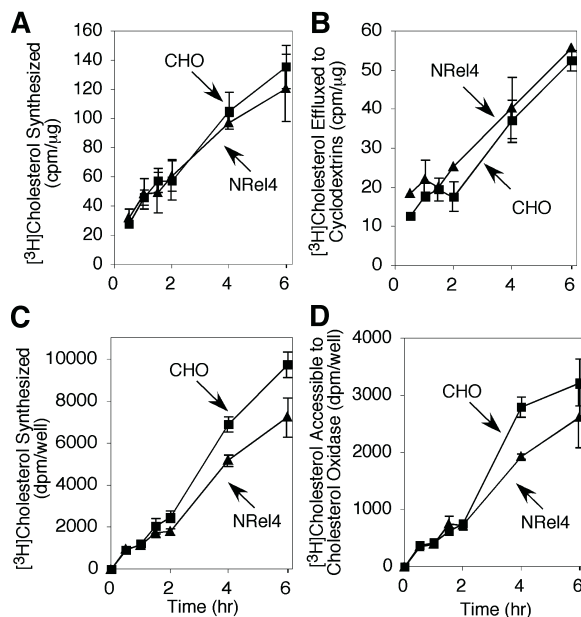 A
[³H]Cholesterol Synthesized
(cpm/µg)
160
140
120
100
80
60
40
20
0
CHO
NRel4
0
2
4
6
B
[³H]Cholesterol Effluxed to
Cyclodextrins (cpm/µg)
60
50
40
30
20
10
0
NRel4
CHO
0
2
4
6
C
[³H]Cholesterol Synthesized
(dpm/well)
10000
8000
6000
4000
2000
0
CHO
NRel4
0
2
4
6
Time (hr)
D
[³H]Cholesterol Accessible to
Cholesterol Oxidase (dpm/well)
4000
3000
2000
1000
0
CHO
NRel4
0
2
4
6
Time (hr)